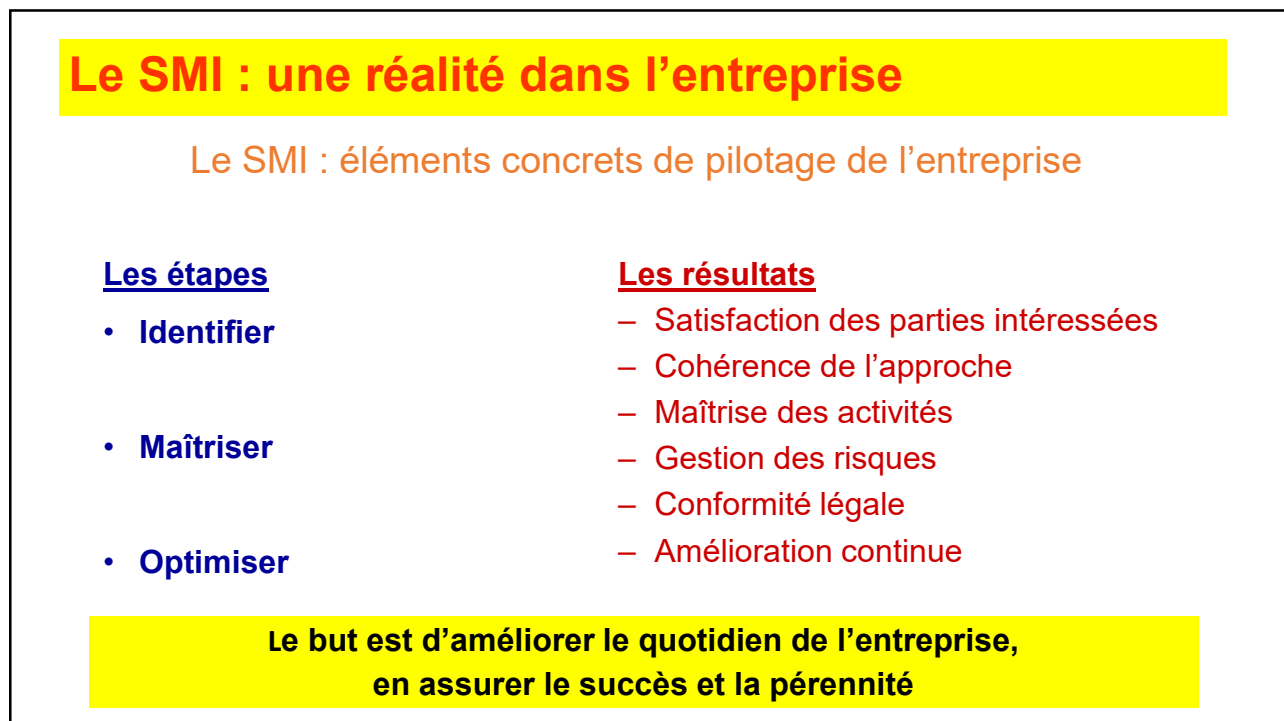 Le SMI : une réalité dans l’entreprise
Le SMI : éléments concrets de pilotage de l’entreprise
Les étapes
• Identifier
• Maîtriser
• Optimiser
Les résultats
– Satisfaction des parties intéressées
– Cohérence de l’approche
– Maîtrise des activités
– Gestion des risques
– Conformité légale
– Amélioration continue
Le but est d’améliorer le quotidien de l’entreprise,
en assurer le succès et la pérennité